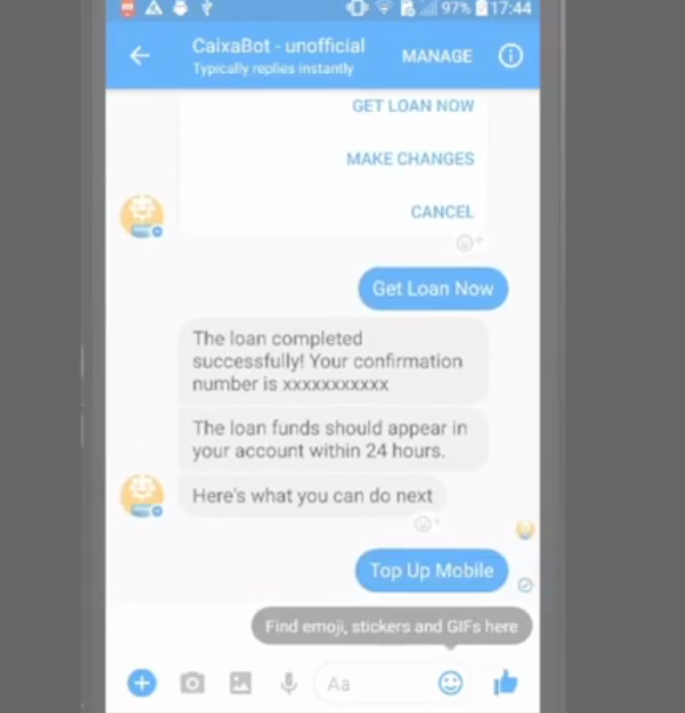 97% 17:44
CaixaBot - unofficial
MANAGE
Typically replies instantly
GET LOAN NOW
MAKE CHANGES
CANCEL
Get Loan Now
The loan completed
successfully! Your confirmation
number is xxxxxxxxxxx
The loan funds should appear in
your account within 24 hours.
Here's what you can do next
Top Up Mobile
Find emoji, stickers and GIFs here
Aa